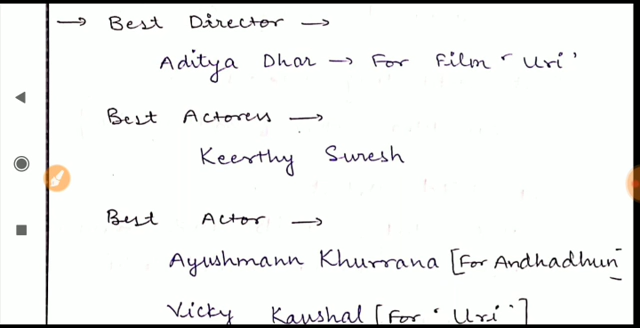 → Best Director →
Aditya Dhar → For Film 'Uri'
Best Actoress →
Keerthy Suresh
Best Actor →
Ayushmann Khurrana [For Andhadhun
Vicky Kaushal [For 'Uri']